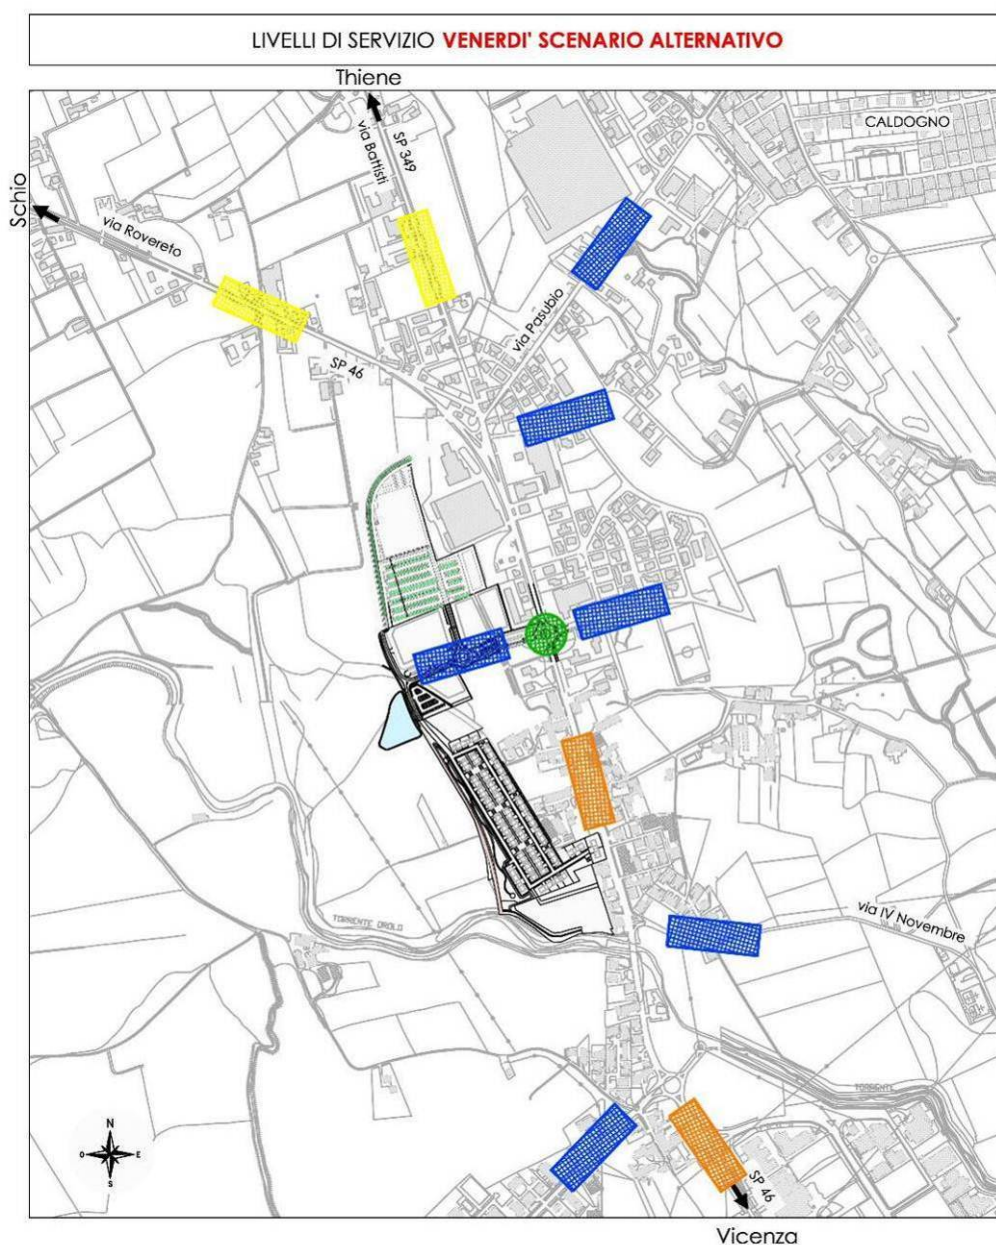 LIVELLI DI SERVIZIO VENERDI' SCENARIO ALTERNATIVO
Thiene
CALDOGNO
via Battisti
SP 349
Schio
via Rovereto
via Pasubio
SP 46
TORRENTE OROLO
via IV Novembre
TORRENTE
N
O E
S
SP 46
Vicenza